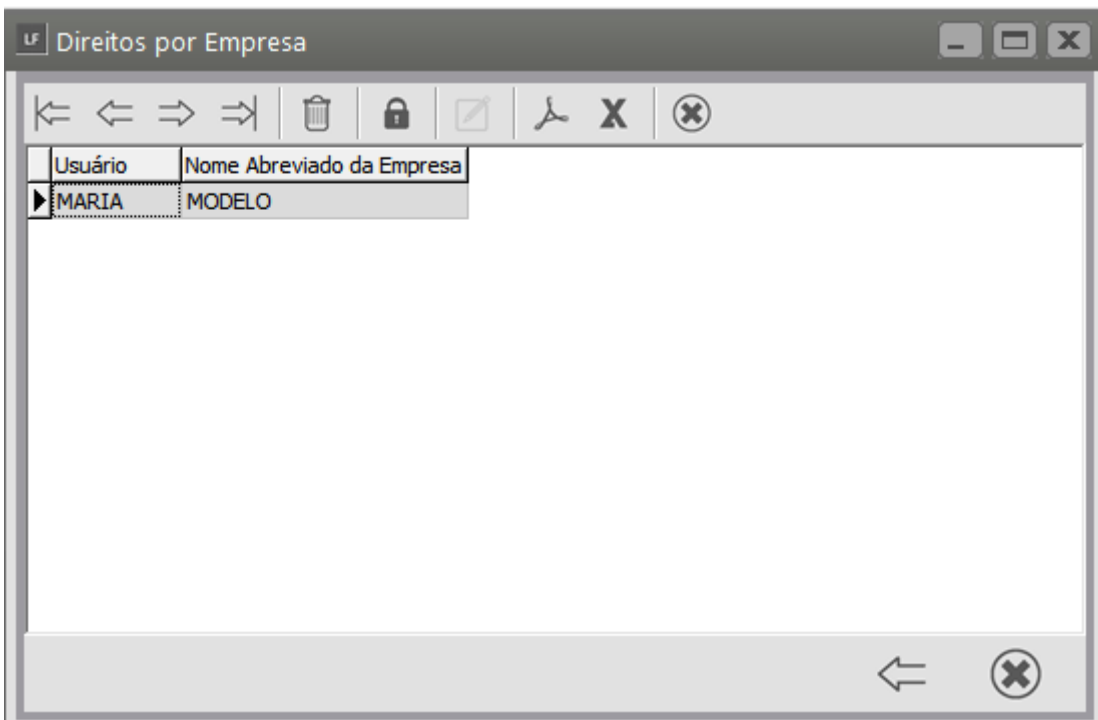 LF Direitos por Empresa
Usuário Nome Abreviado da Empresa
MARIA MODELO